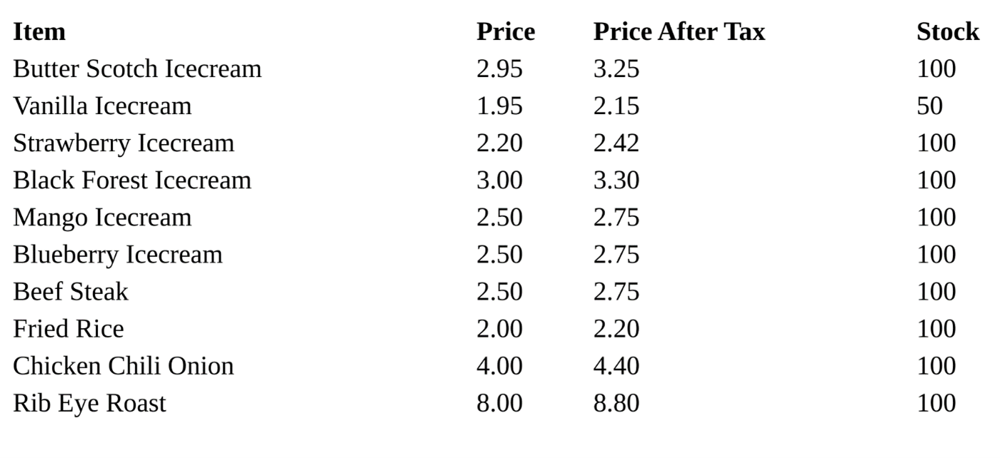 Item Price Price After Tax Stock
Butter Scotch Icecream 2.95 3.25 100
Vanilla Icecream 1.95 2.15 50
Strawberry Icecream 2.20 2.42 100
Black Forest Icecream 3.00 3.30 100
Mango Icecream 2.50 2.75 100
Blueberry Icecream 2.50 2.75 100
Beef Steak 2.50 2.75 100
Fried Rice 2.00 2.20 100
Chicken Chili Onion 4.00 4.40 100
Rib Eye Roast 8.00 8.80 100